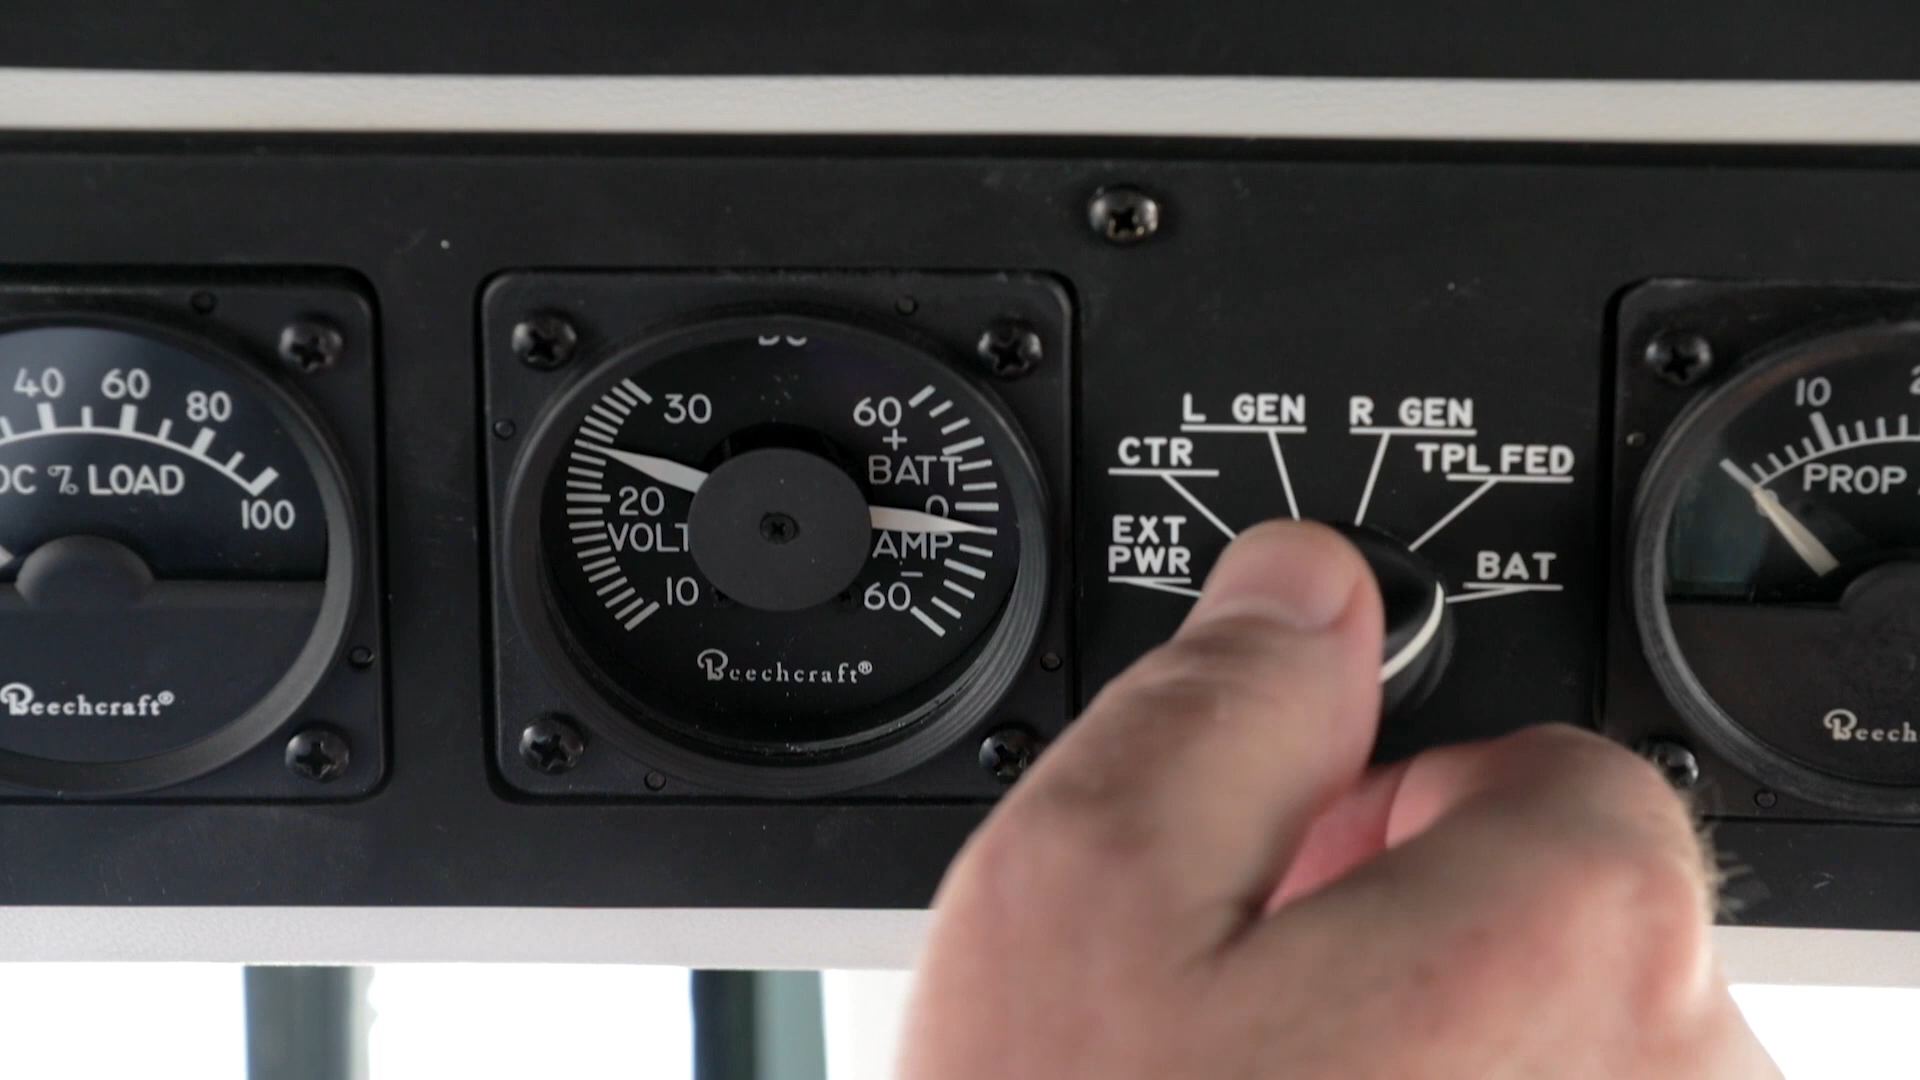 40 60 80 100
DC % LOAD
Beechcraft®
DC
30
20
VOLT
10
60
+
BATT
0
AMP
−
60
Beechcraft®
EXT
PWR
CTR
L GEN
R GEN
TPL FED
BAT
10
PROP